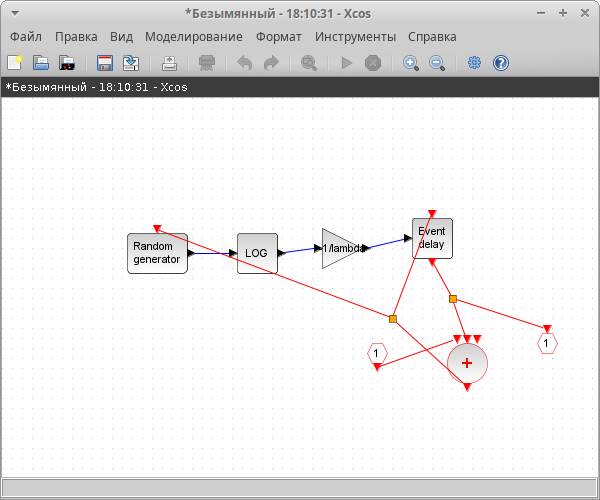 *Безымянный - 18:10:31 - Xcos
Файл Правка Вид Моделирование Формат Инструменты Справка
*Безымянный - 18:10:31 - Xcos
Random
generator
LOG
1/lambda
Event
delay
1
+
1